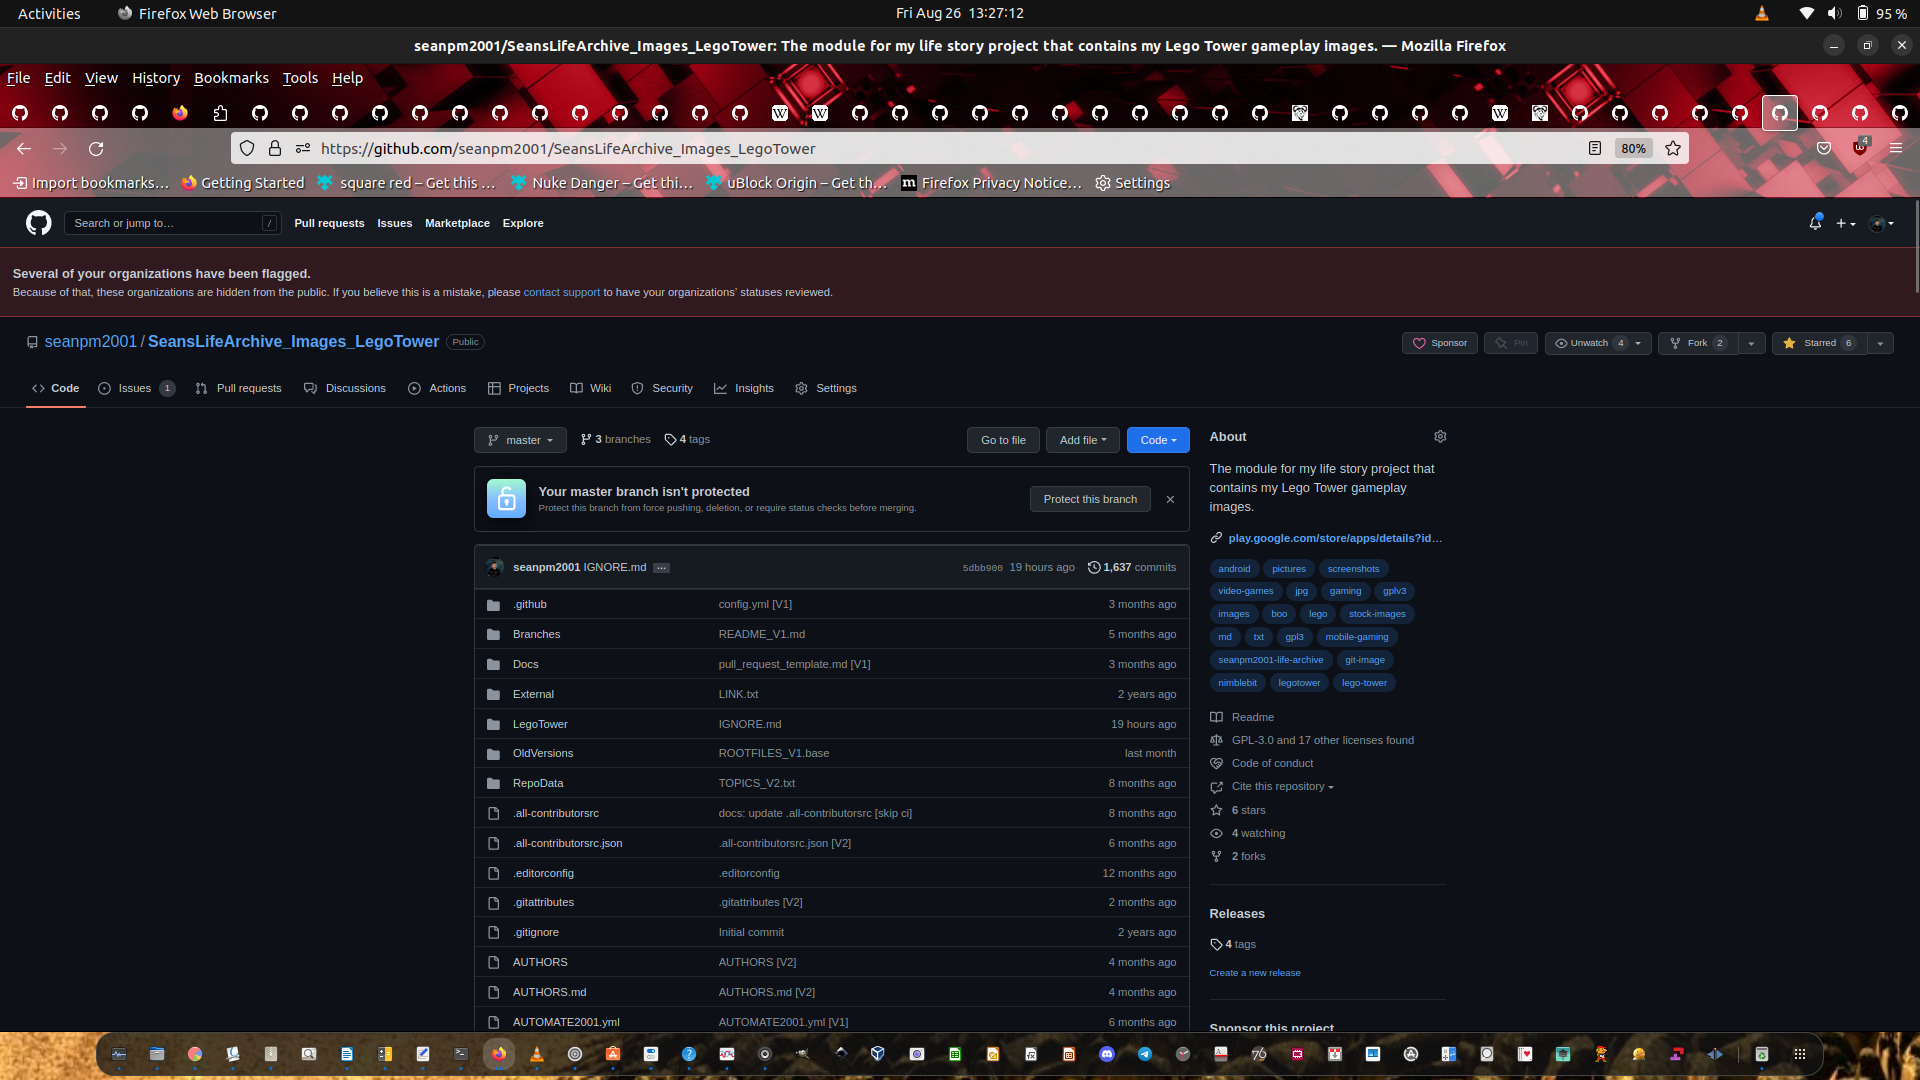 Activities Firefox Web Browser Fri Aug 26 13:27:12 95 %
seanpm2001/SeansLifeArchive_Images_LegoTower: The module for my life story project that contains my Lego Tower gameplay images. — Mozilla Firefox
File Edit View History Bookmarks Tools Help
https://github.com/seanpm2001/SeansLifeArchive_Images_LegoTower 80% 4
Import bookmarks… Getting Started square red – Get this … Nuke Danger – Get thi… uBlock Origin – Get th… Firefox Privacy Notice… Settings
Search or jump to… / Pull requests Issues Marketplace Explore
Several of your organizations have been flagged.
Because of that, these organizations are hidden from the public. If you believe this is a mistake, please contact support to have your organizations' statuses reviewed.
seanpm2001 / SeansLifeArchive_Images_LegoTower Public Sponsor Pin Unwatch 4 Fork 2 Starred 6
Code Issues 1 Pull requests Discussions Actions Projects Wiki Security Insights Settings
master 3 branches 4 tags Go to file Add file Code
Your master branch isn't protected
Protect this branch from force pushing, deletion, or require status checks before merging.
Protect this branch
seanpm2001 IGNORE.md … 5dbb900 19 hours ago 1,637 commits
.github config.yml [V1] 3 months ago
Branches README_V1.md 5 months ago
Docs pull_request_template.md [V1] 3 months ago
External LINK.txt 2 years ago
LegoTower IGNORE.md 19 hours ago
OldVersions ROOTFILES_V1.base last month
RepoData TOPICS_V2.txt 8 months ago
.all-contributorsrc docs: update .all-contributorsrc [skip ci] 8 months ago
.all-contributorsrc.json .all-contributorsrc.json [V2] 6 months ago
.editorconfig .editorconfig 12 months ago
.gitattributes .gitattributes [V2] 2 months ago
.gitignore Initial commit 2 years ago
AUTHORS AUTHORS [V2] 4 months ago
AUTHORS.md AUTHORS.md [V2] 4 months ago
AUTOMATE2001.yml AUTOMATE2001.yml [V1] 6 months ago
About
The module for my life story project that
contains my Lego Tower gameplay
images.
play.google.com/store/apps/details?id…
android pictures screenshots
video-games jpg gaming gplv3
images boo lego stock-images
md txt gpl3 mobile-gaming
seanpm2001-life-archive git-image
nimblebit legotower lego-tower
Readme
GPL-3.0 and 17 other licenses found
Code of conduct
Cite this repository
6 stars
4 watching
2 forks
Releases
4 tags
Create a new release
Sponsor this project